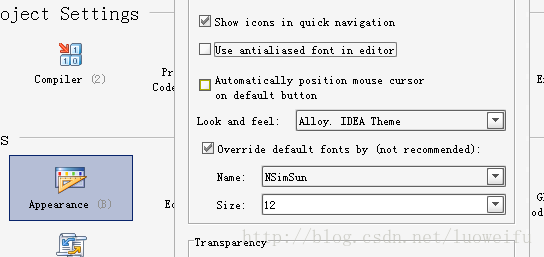 oject Settings
Compiler (2)
Pr
Code
s
Appearance (B)
Ed
Show icons in quick navigation
Use antialiased font in editor
Automatically position mouse cursor
on default button
Look and feel: Alloy. IDEA Theme
Override default fonts by (not recommended):
Name: NSimSun
Size: 12
Transparency
E
Gl
od
http://blog.csdn.net/luoweifu